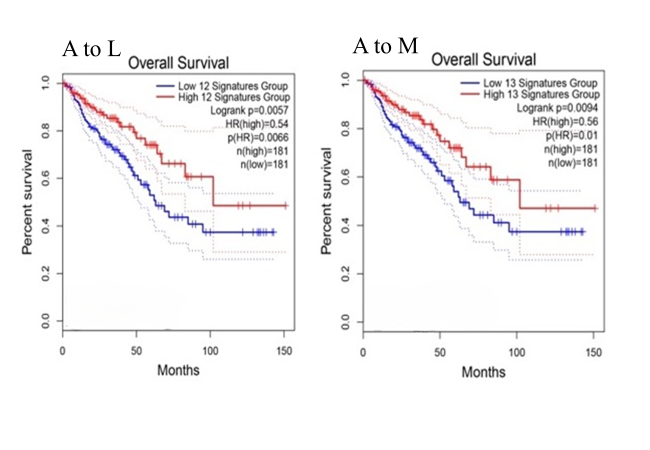 A to L
Overall Survival
Low 12 Signatures Group
High 12 Signatures Group
Logrank p=0.0057
HR(high)=0.54
p(HR)=0.0066
n(high)=181
n(low)=181
Percent survival
1.0
0.8
0.6
0.4
0.2
0.0
0
50
100
150
Months
A to M
Overall Survival
Low 13 Signatures Group
High 13 Signatures Group
Logrank p=0.0094
HR(high)=0.56
p(HR)=0.01
n(high)=181
n(low)=181
Percent survival
1.0
0.8
0.6
0.4
0.2
0.0
0
50
100
150
Months